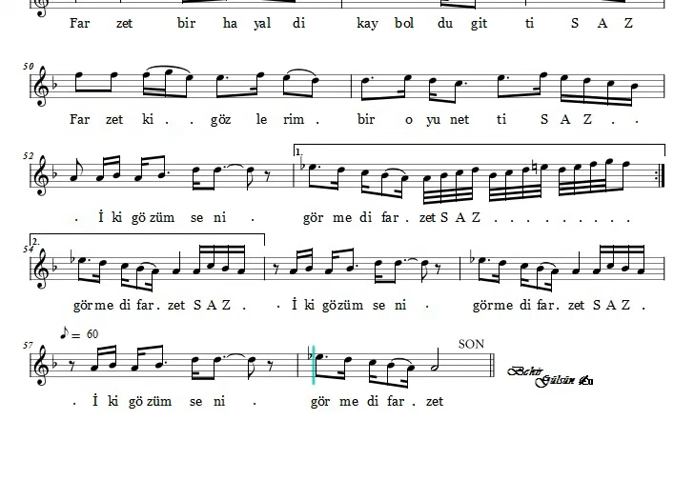 Far zet bir ha yal di kay bol du git ti S A Z
50
Far zet ki . . göz le rim . bir o yu net ti S A Z . .
52 1.
. İ ki gö züm se ni . gör me di far . zet S A Z . . . . . . . .
2.
54
gör me di far . zet S A Z . . İ ki gö züm se ni . gör me di far . zet S A Z .
♪ = 60
57 SON
. İ ki gö züm se ni . gör me di far . zet
Bekir